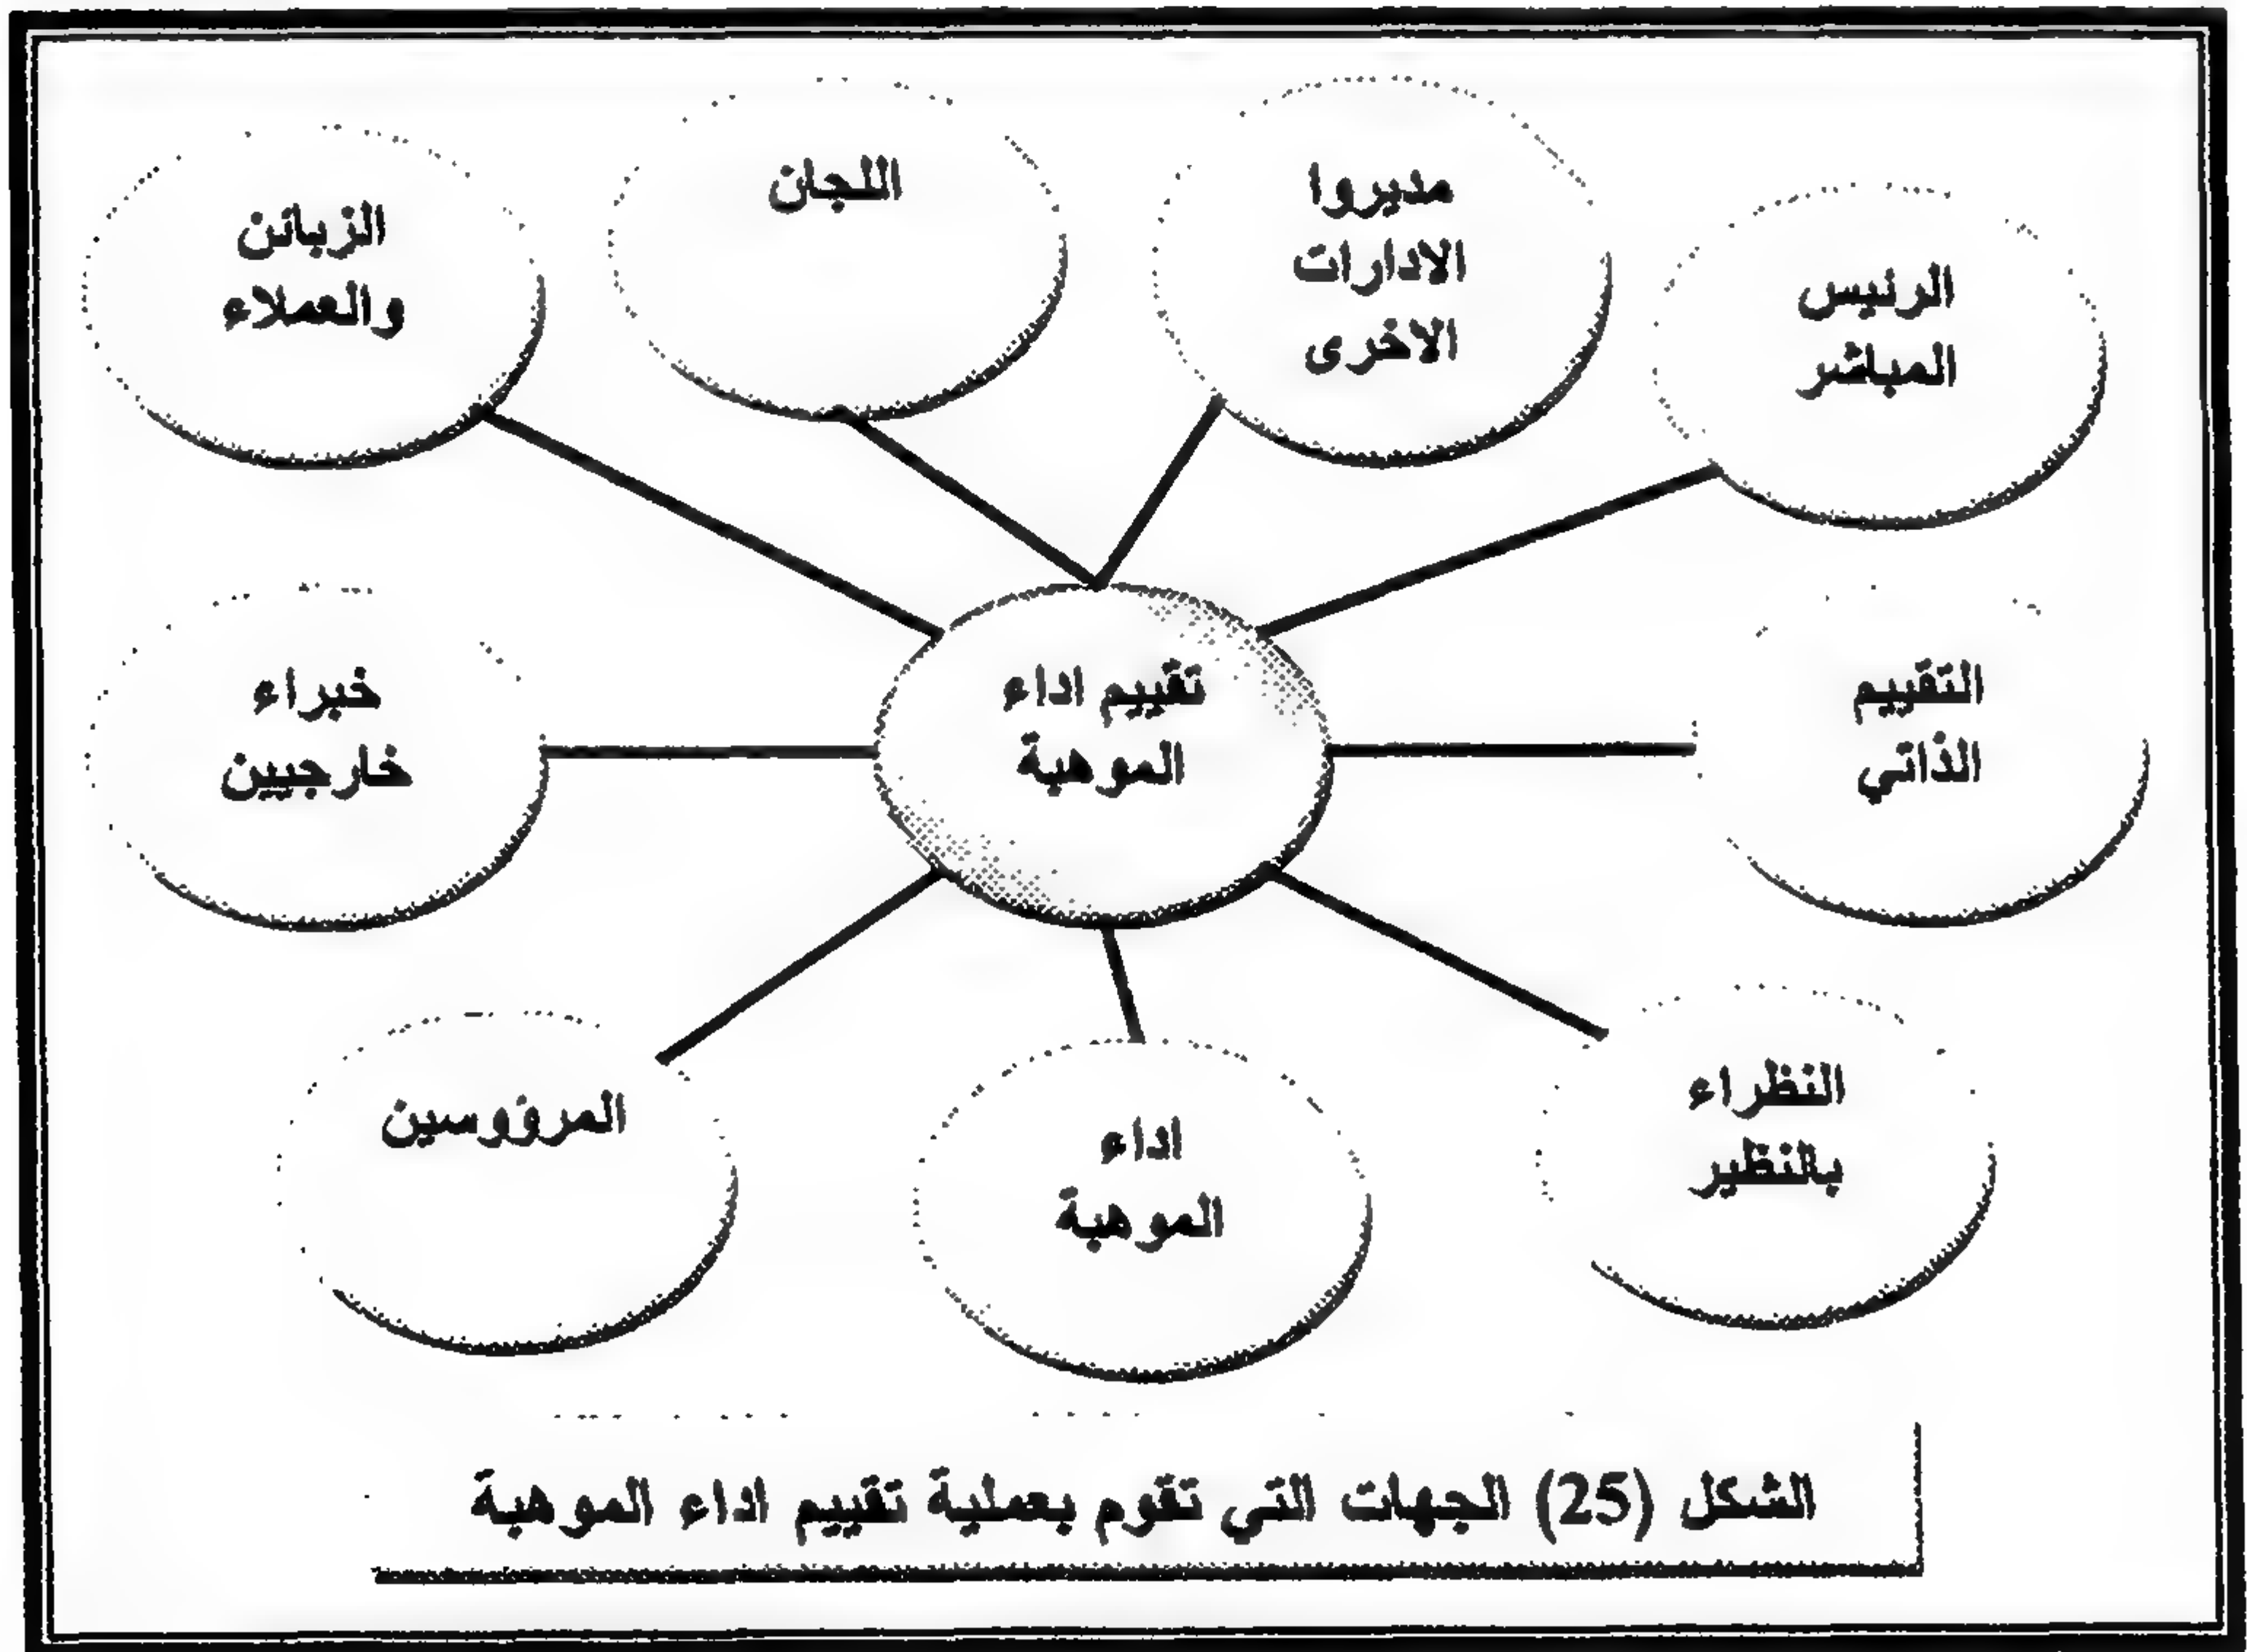 مديروا
الادارات
الاخرى
اللجان
الزبائن
والعملاء
الرئيس
المباشر
التقييم
الذاتي
تقييم اداء
الموهبة
خبراء
خارجيين
النظراء
بالنظير
اداء
الموهبة
المرؤوسين
الشكل (25) الجهات التي تقوم بعملية تقييم اداء الموهبة